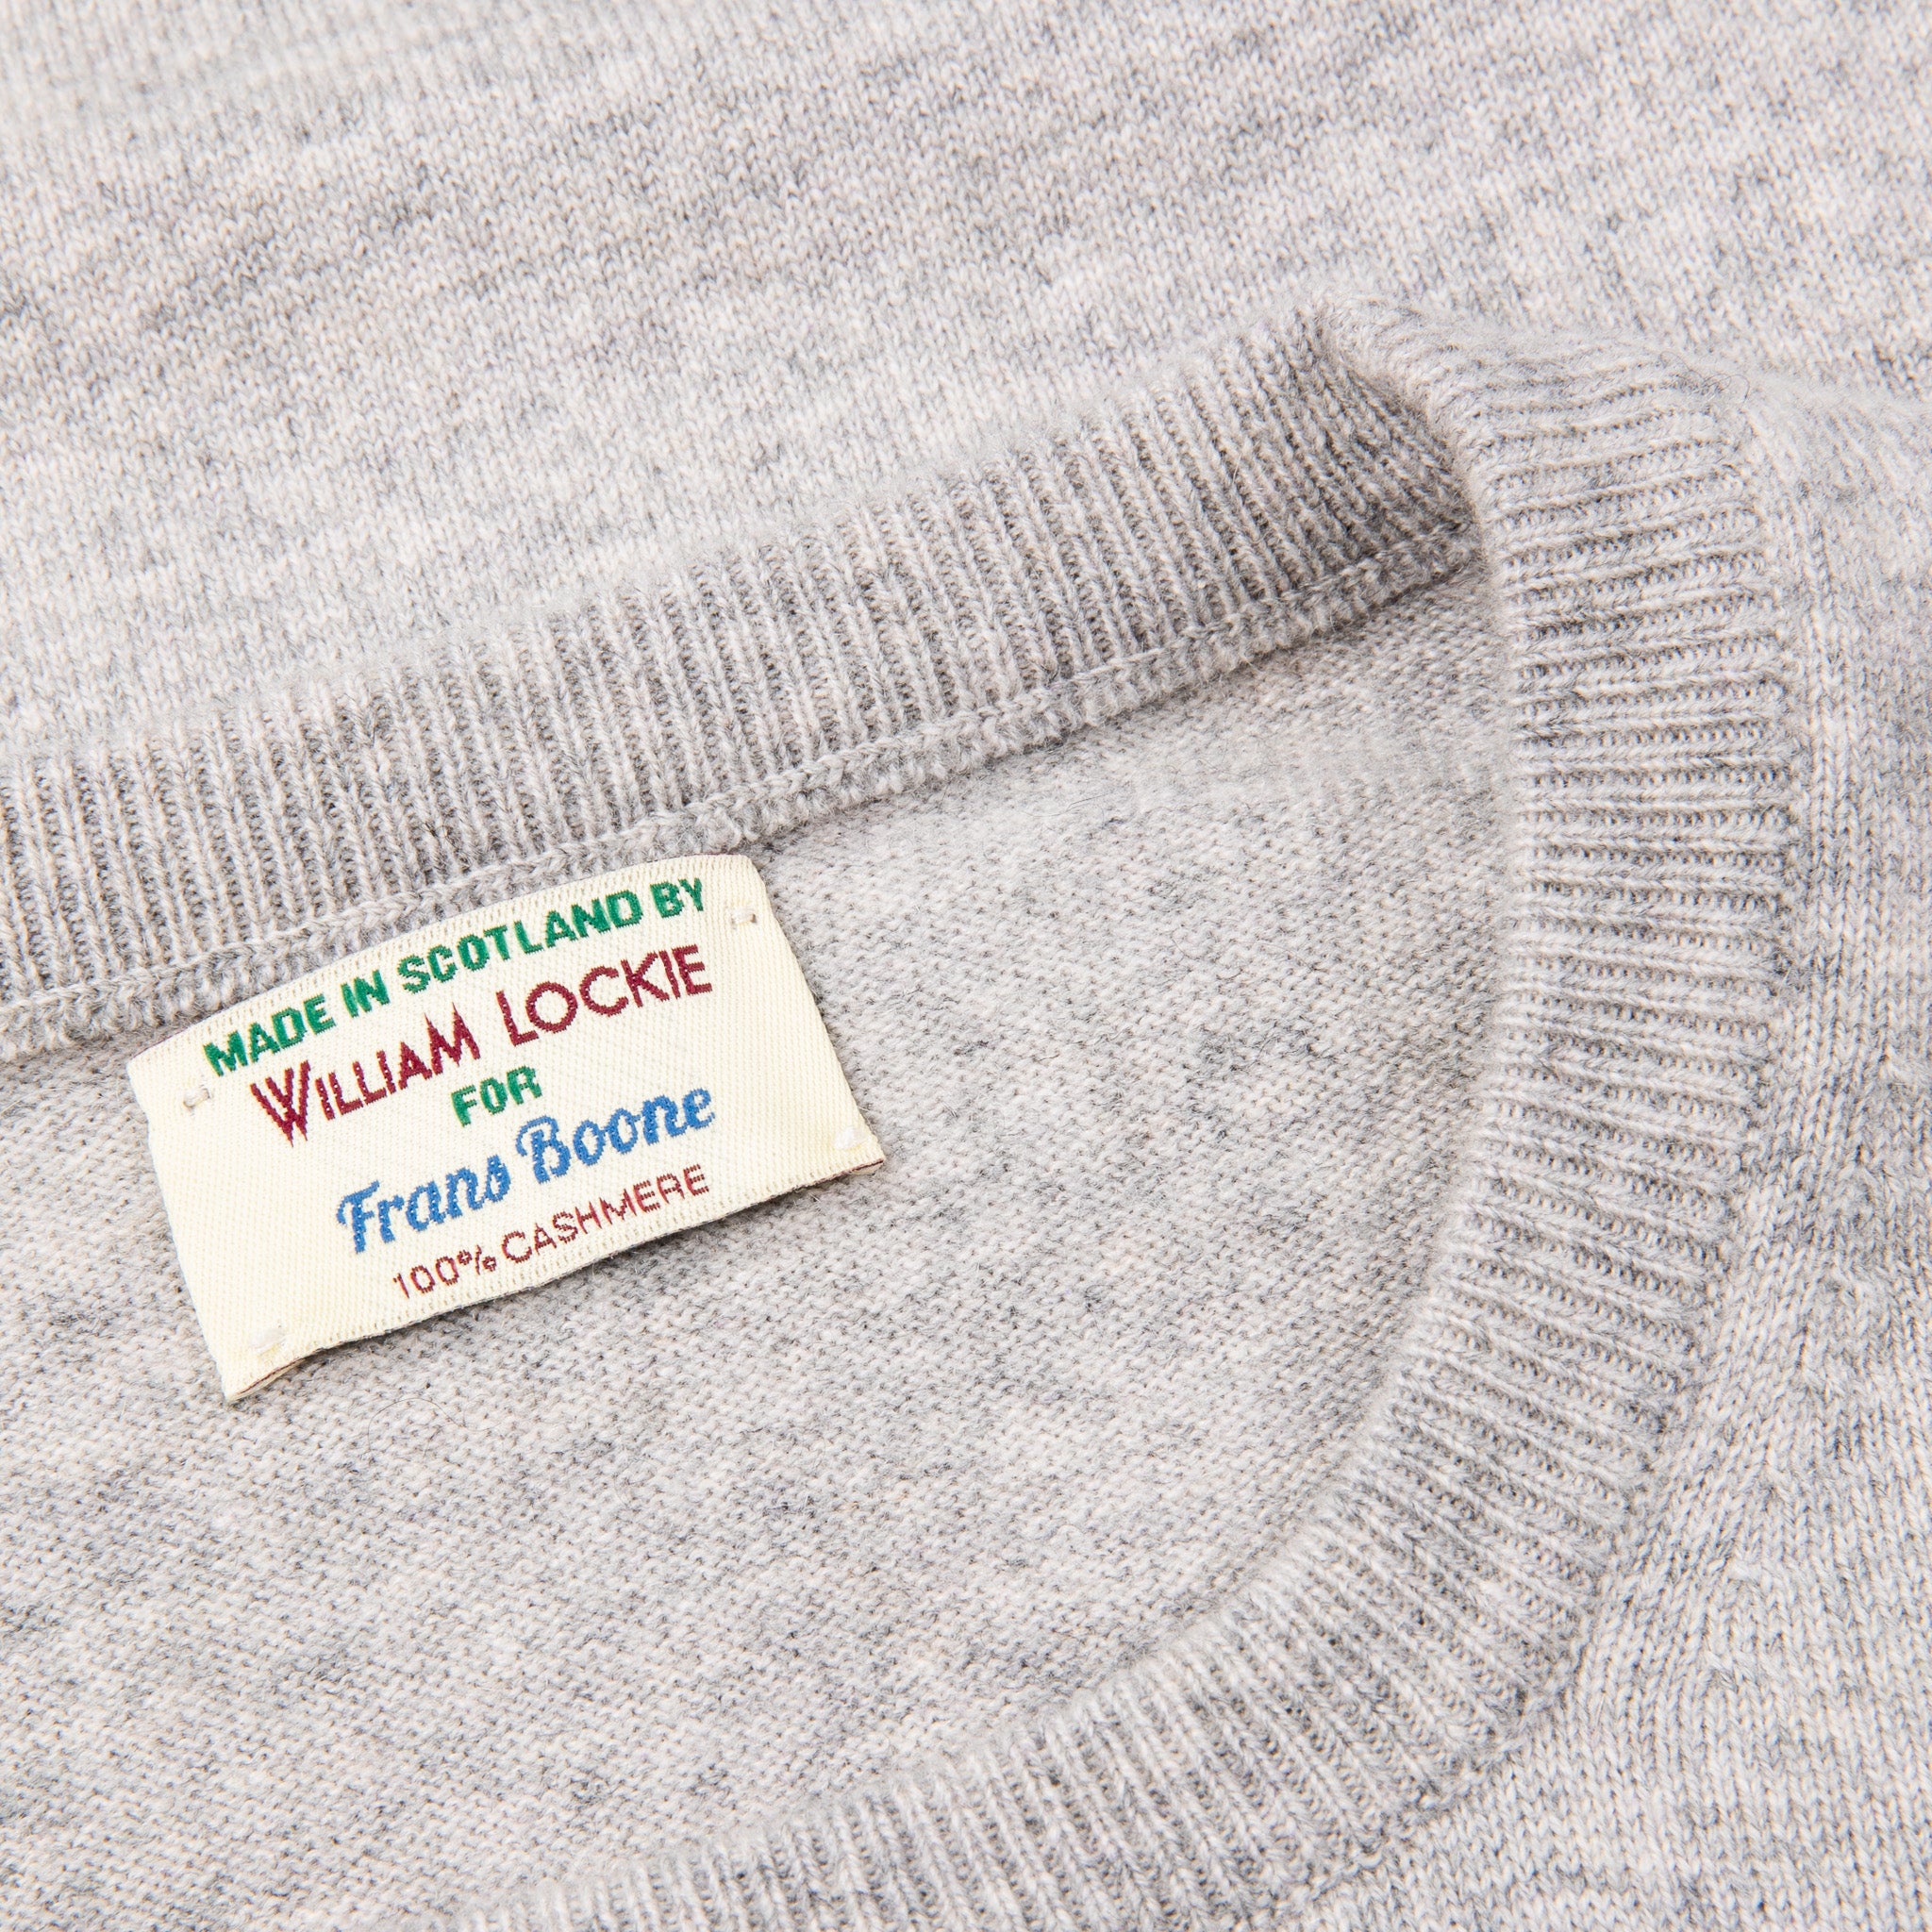 MADE IN SCOTLAND BY
WILLIAM LOCKIE
FOR
Frans Boone
100% CASHMERE